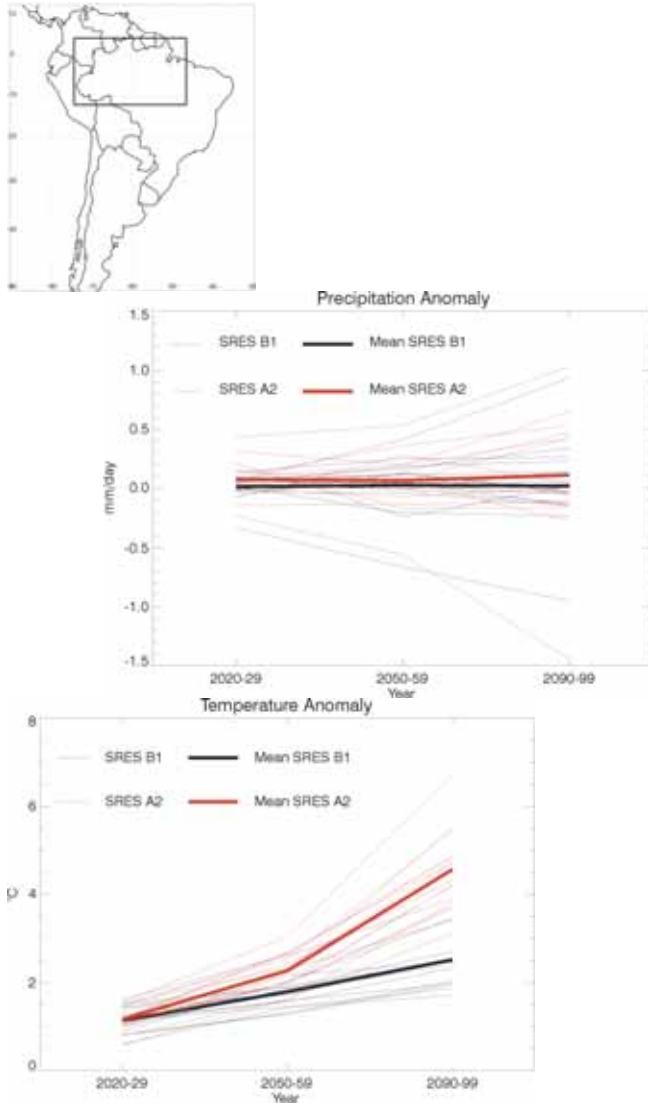 Precipitation Anomaly
1.5
SRES B1
Mean SRES B1
1.0
SRES A2
Mean SRES A2
0.5
mm/day
0.0
-0.5
-1.0
-1.5
2020-29
2050-59
2090-99
Year
Temperature Anomaly
8
SRES B1
Mean SRES B1
SRES A2
Mean SRES A2
6
°C
4
2
0
2020-29
2050-59
2090-99
Year